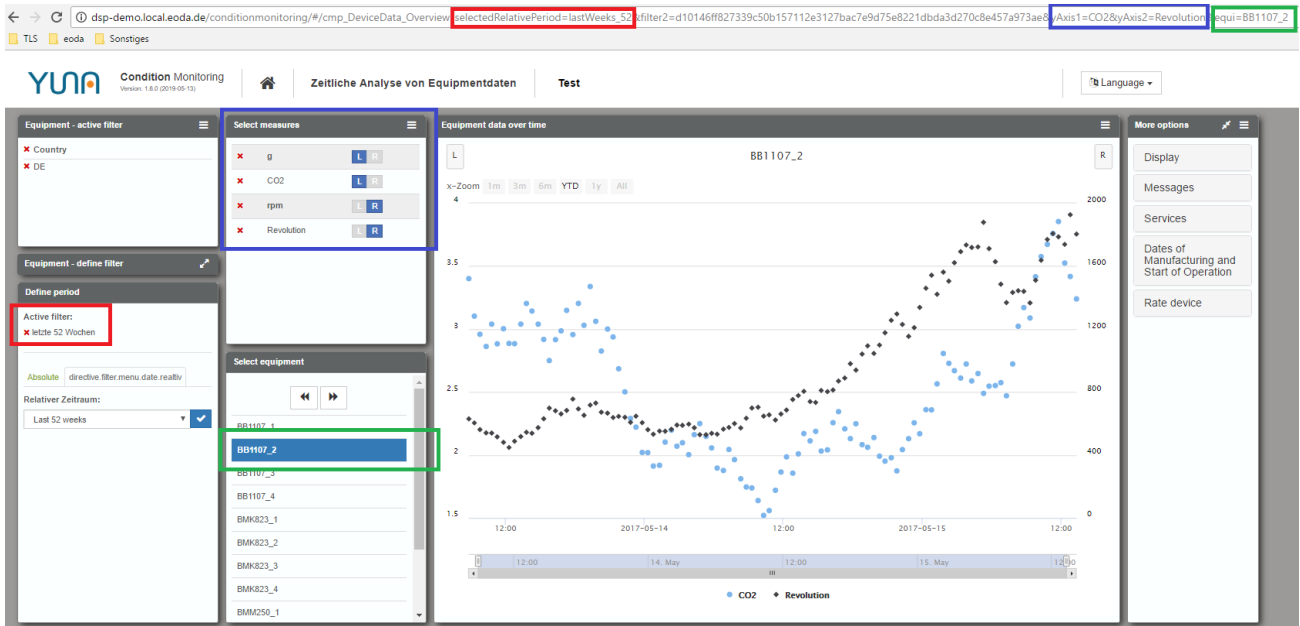 dsp-demo.local.eoda.de/conditionmonitoring/#/cmp_DeviceData_Overview?selectedRelativePeriod=lastWeeks_52&filter2=d10146ff827339c50b157112e3127bac7e9d75e8221dbda3d270c8e457a973ae&yAxis1=CO2&yAxis2=Revolution&equi=BB1107_2
TLS eoda Sonstiges
YUNA Condition Monitoring Zeitliche Analyse von Equipmentdaten Test Language
Version: 1.6.0 (2019-05-13)
Equipment - active filter
Country
DE
Equipment - define filter
Define period
Active filter:
letzte 52 Wochen
Absolute directive.filter.menu.date.realtiv
Relativer Zeitraum:
Last 52 weeks
Select measures
g L R
CO2 L R
rpm L R
Revolution L R
Select equipment
BB1107_1
BB1107_2
BB1107_3
BB1107_4
BMK823_1
BMK823_2
BMK823_3
BMK823_4
BMM250_1
Equipment data over time
L BB1107_2 R
x-Zoom 1m 3m 6m YTD 1y All
4 2000
3.5 1600
3 1200
2.5 800
2 400
1.5 0
12:00 2017-05-14 12:00 2017-05-15 12:00
12:00 14. May 12:00 15. May 12:00
CO2 Revolution
More options
Display
Messages
Services
Dates of
Manufacturing and
Start of Operation
Rate device